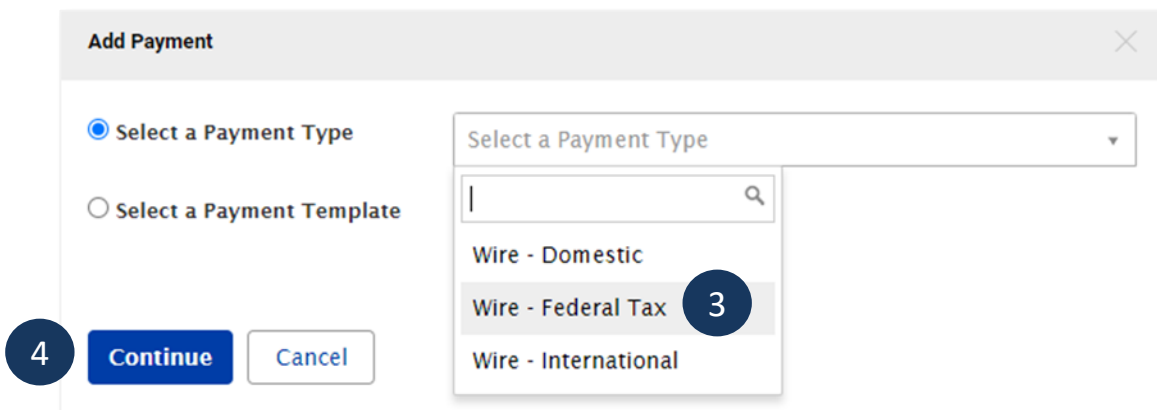 Add Payment
Select a Payment Type
Select a Payment Type
Select a Payment Template
Wire - Domestic
Wire - Federal Tax
3
Wire - International
4
Continue
Cancel